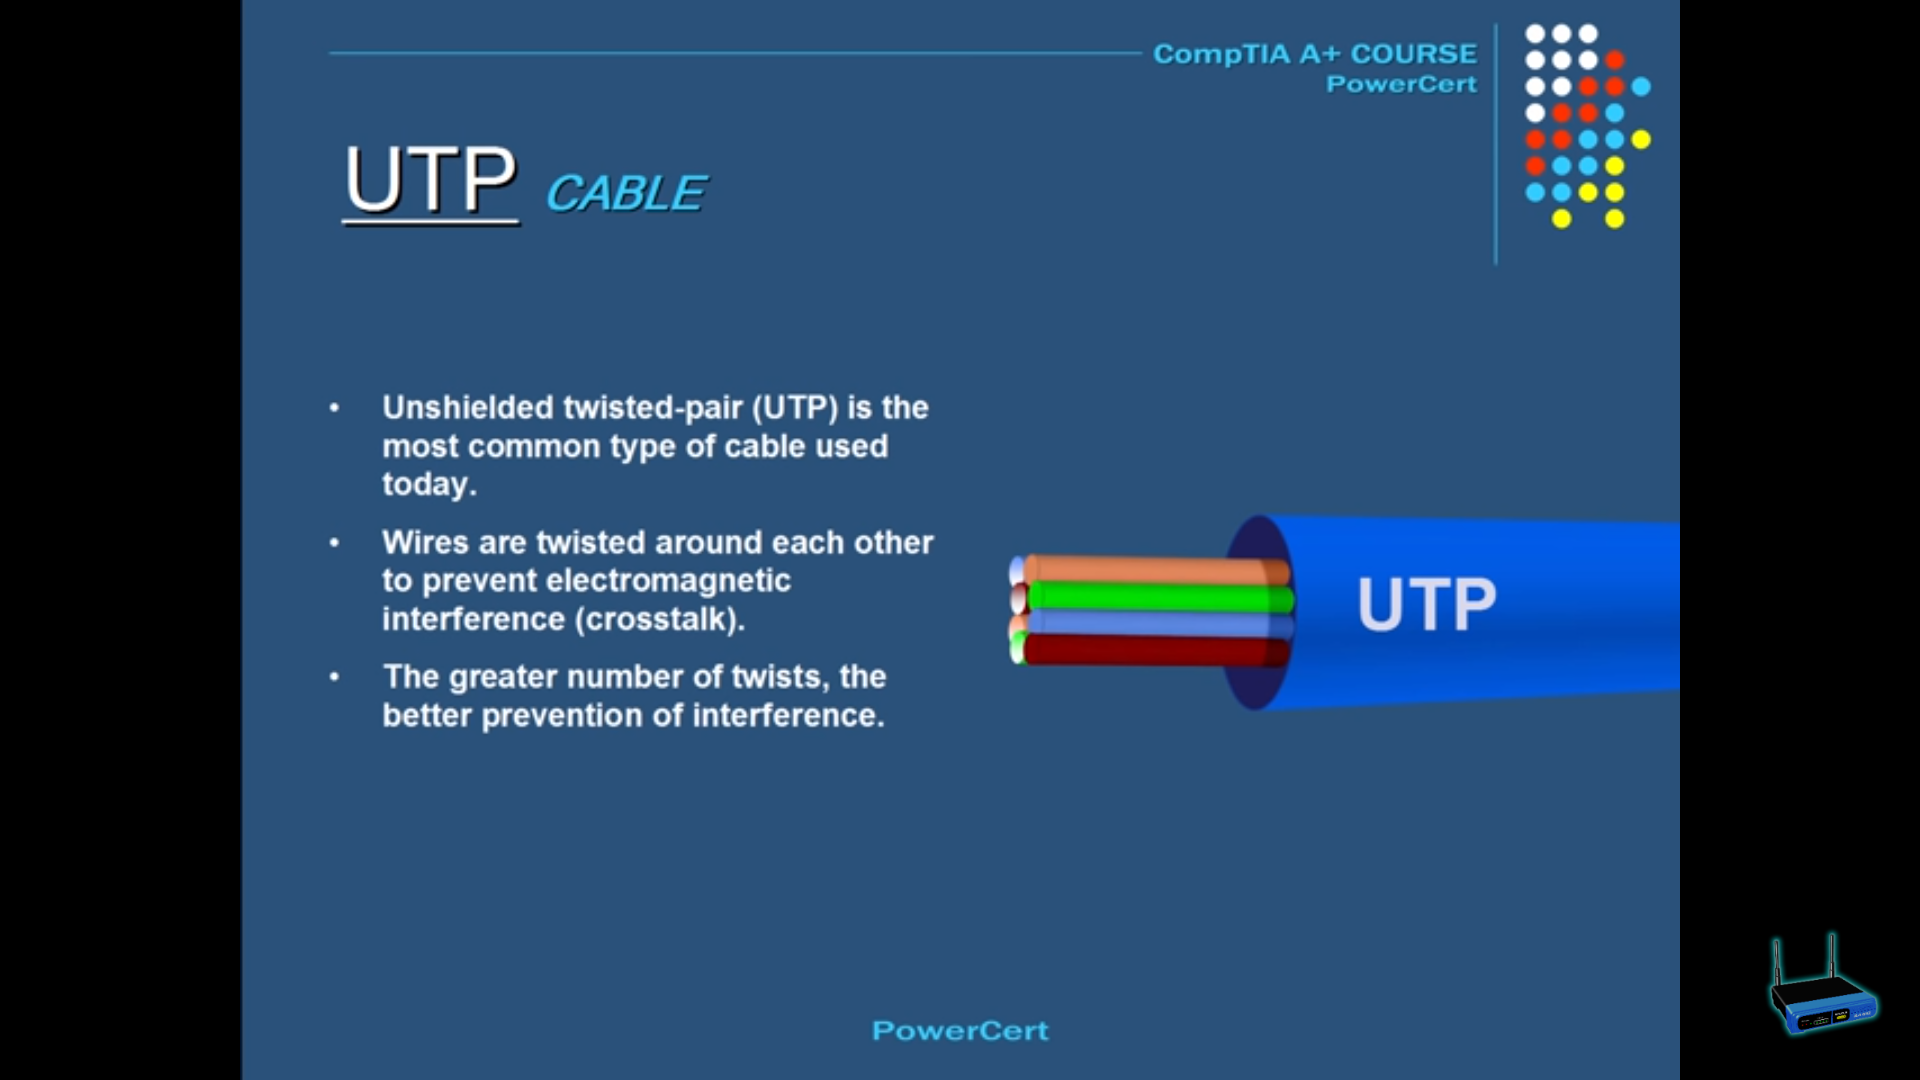 CompTIA A+ COURSE
PowerCert
UTP CABLE
• Unshielded twisted-pair (UTP) is the
most common type of cable used
today.
• Wires are twisted around each other
to prevent electromagnetic
interference (crosstalk).
• The greater number of twists, the
better prevention of interference.
UTP
PowerCert